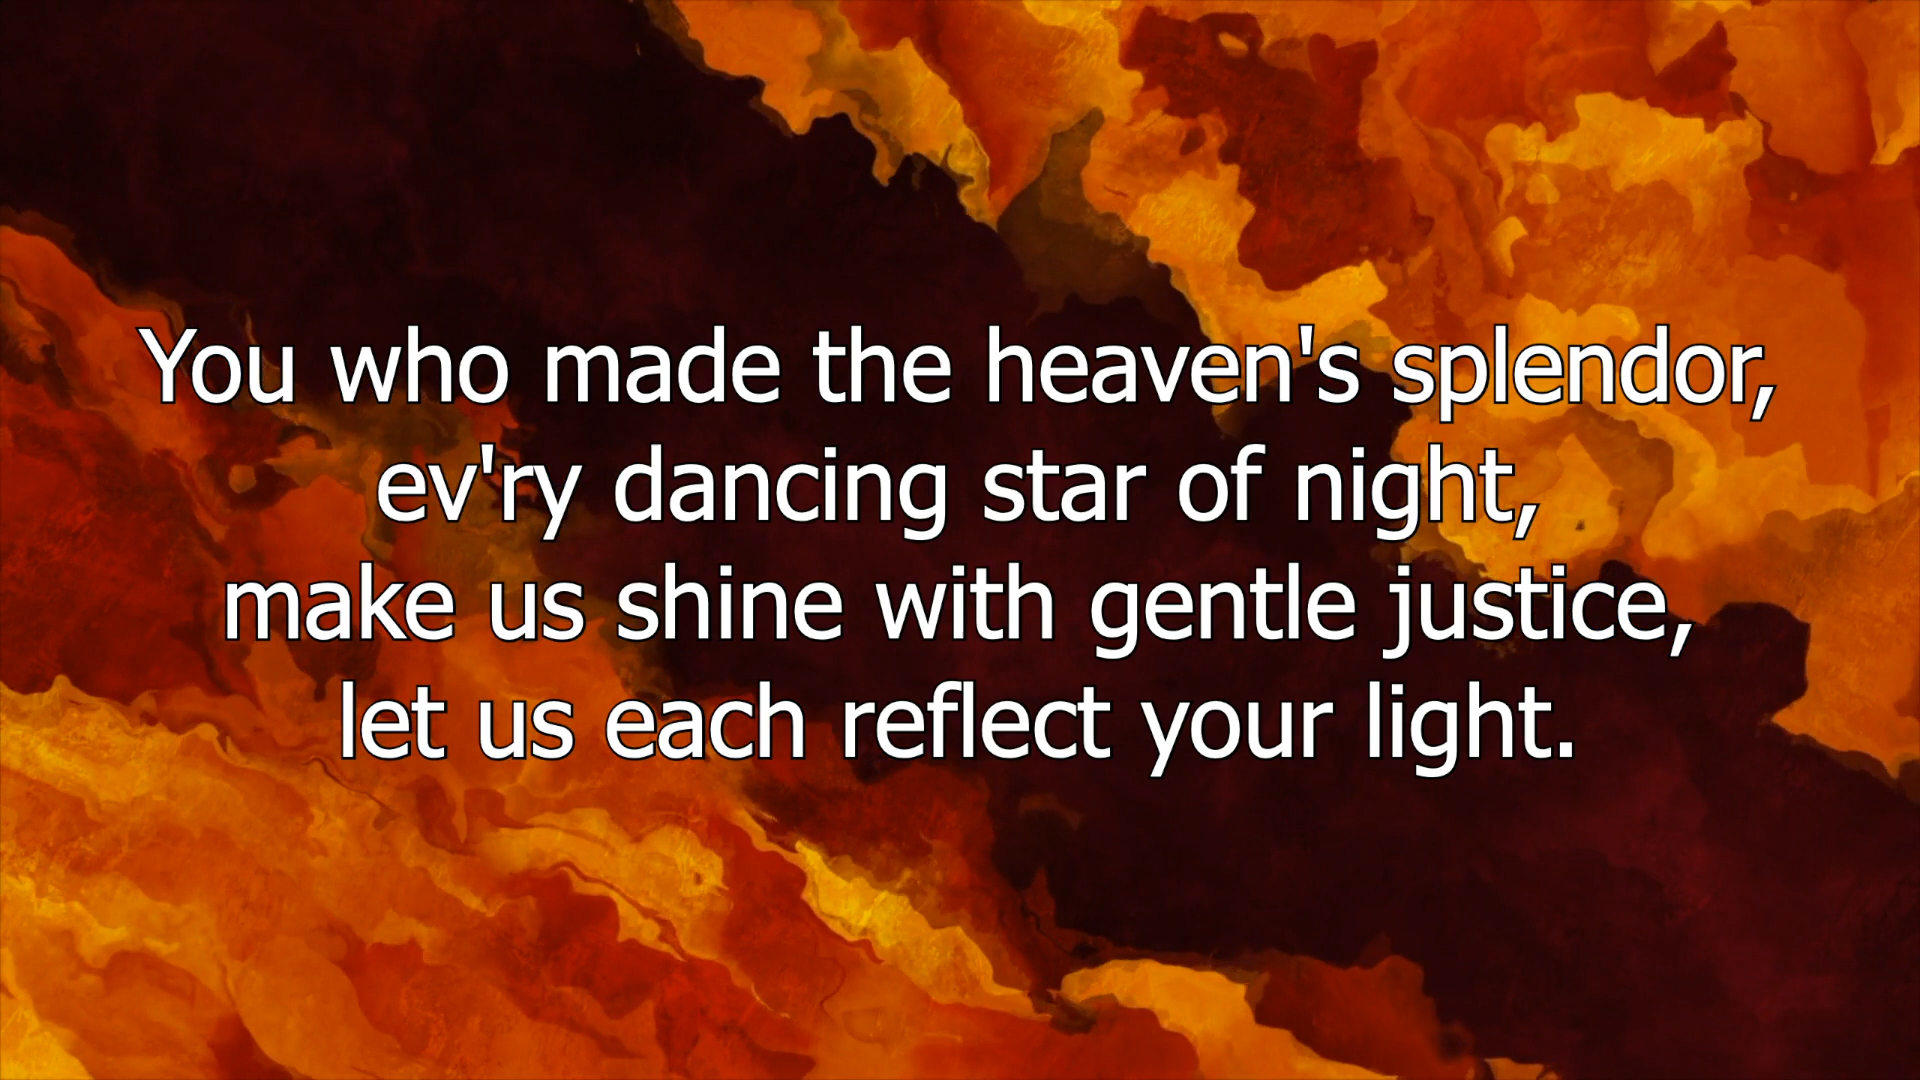 You who made the heaven's splendor,
ev'ry dancing star of night,
make us shine with gentle justice,
let us each reflect your light.